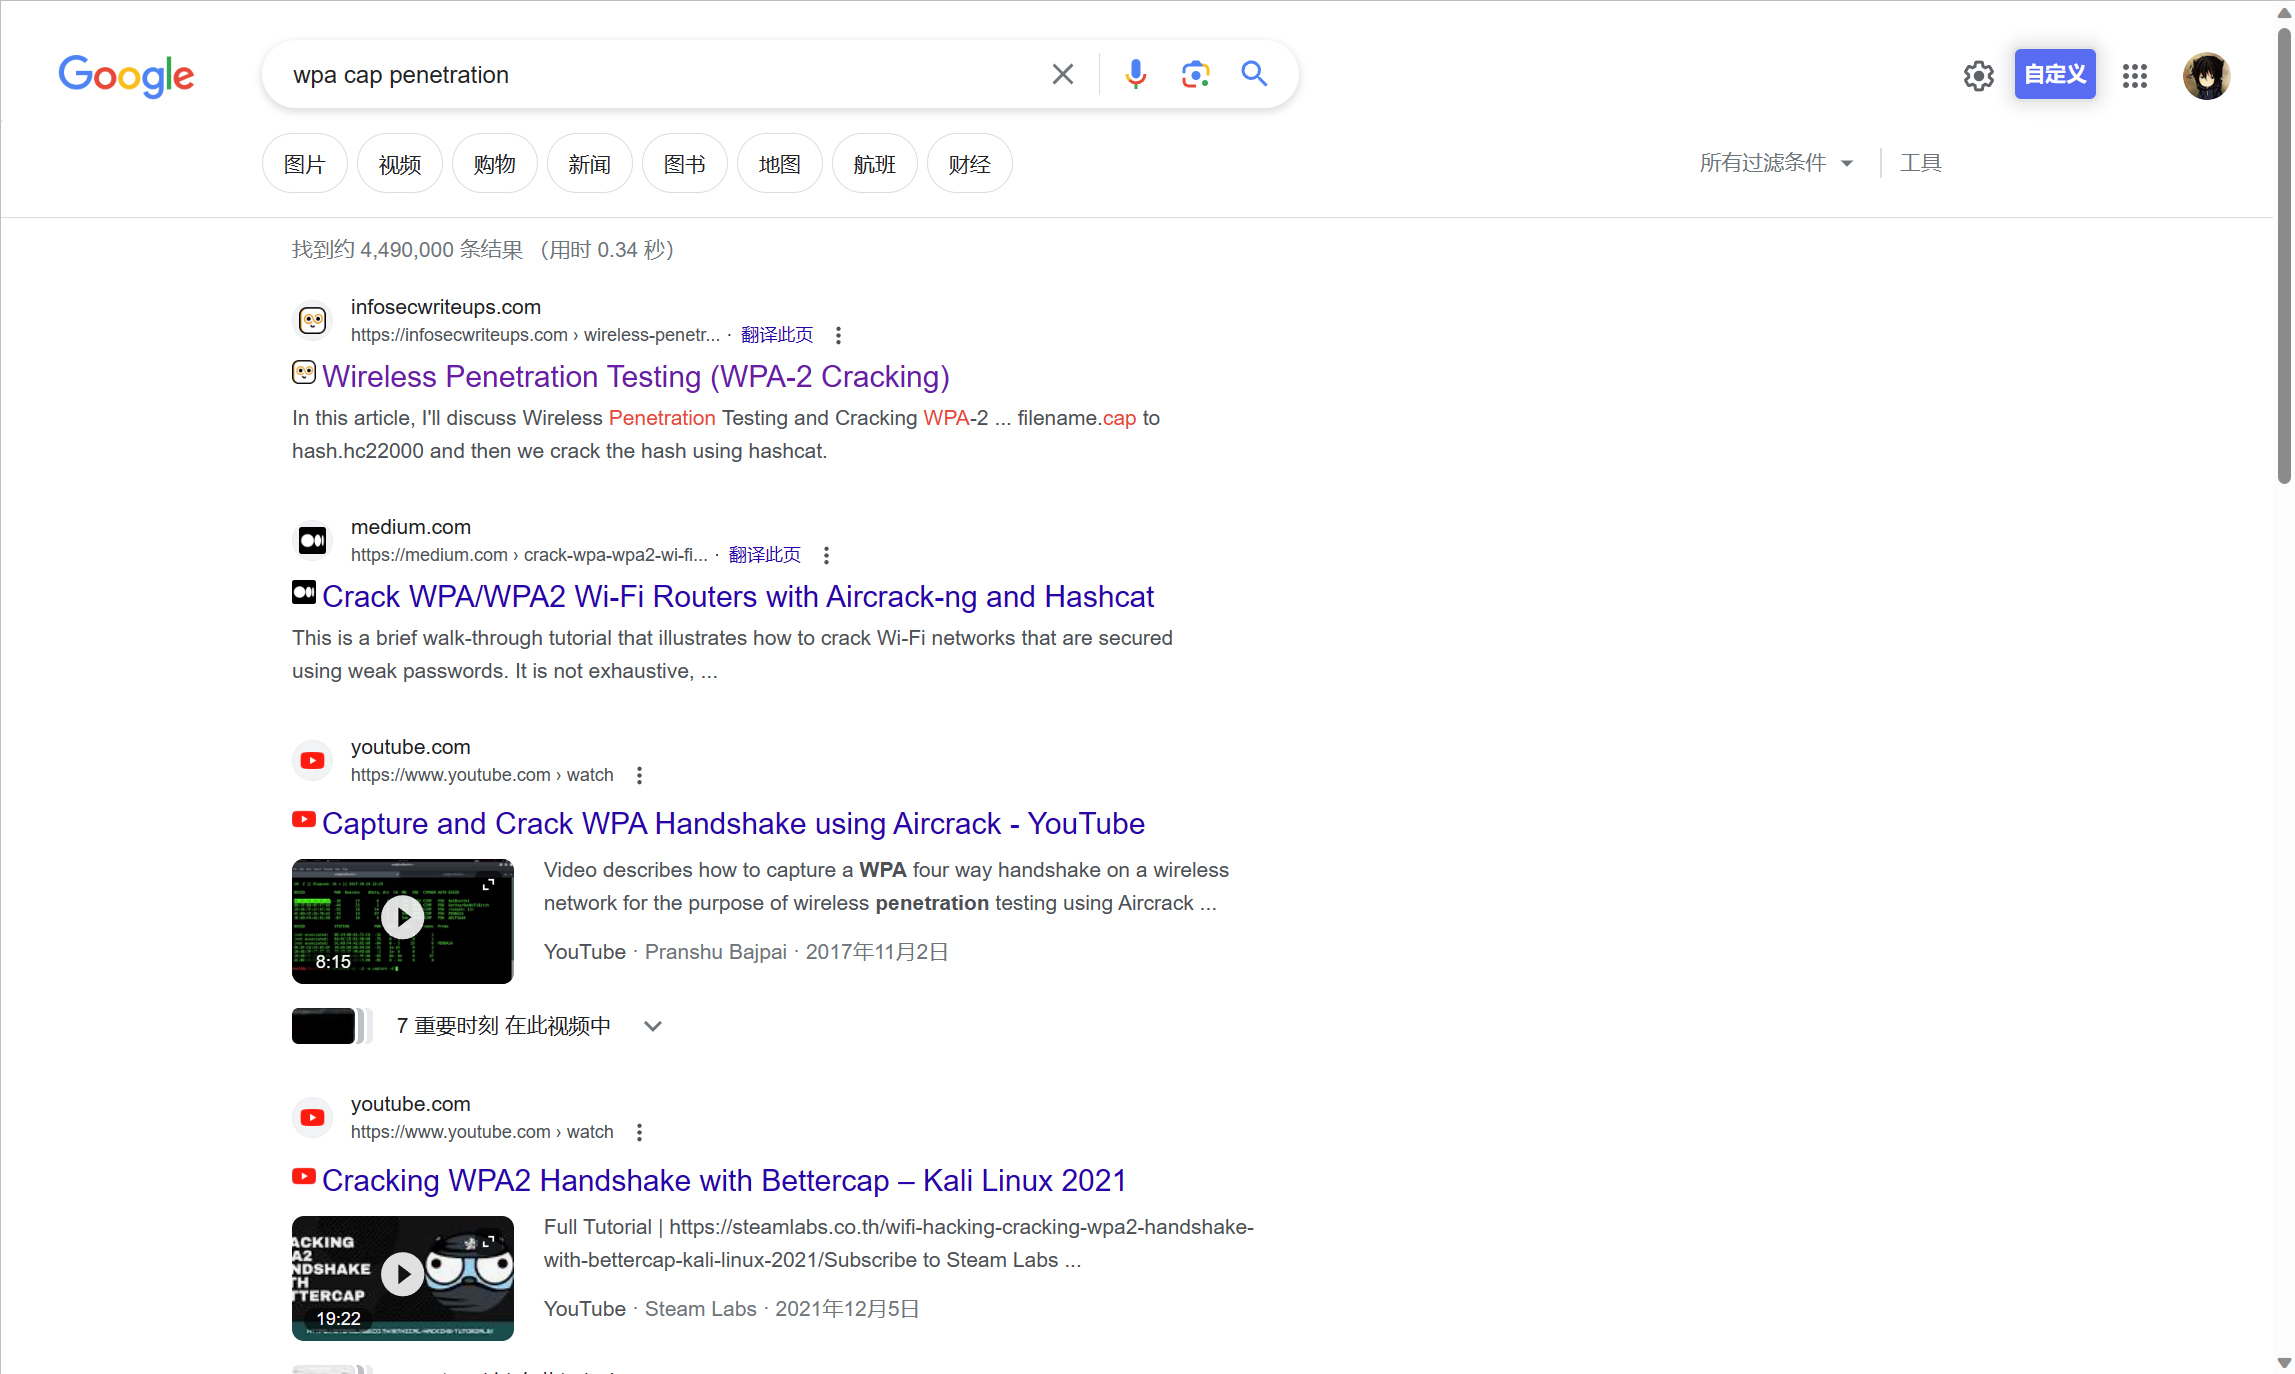 Google
wpa cap penetration
自定义
图片 视频 购物 新闻 图书 地图 航班 财经
所有过滤条件 工具
找到约 4,490,000 条结果 （用时 0.34 秒）
infosecwriteups.com
https://infosecwriteups.com › wireless-penetr... · 翻译此页
Wireless Penetration Testing (WPA-2 Cracking)
In this article, I'll discuss Wireless Penetration Testing and Cracking WPA-2 ... filename.cap to
hash.hc22000 and then we crack the hash using hashcat.
medium.com
https://medium.com › crack-wpa-wpa2-wi-fi... · 翻译此页
Crack WPA/WPA2 Wi-Fi Routers with Aircrack-ng and Hashcat
This is a brief walk-through tutorial that illustrates how to crack Wi-Fi networks that are secured
using weak passwords. It is not exhaustive, ...
youtube.com
https://www.youtube.com › watch
Capture and Crack WPA Handshake using Aircrack - YouTube
Video describes how to capture a WPA four way handshake on a wireless
network for the purpose of wireless penetration testing using Aircrack ...
8:15
YouTube · Pranshu Bajpai · 2017年11月2日
7 重要时刻 在此视频中
youtube.com
https://www.youtube.com › watch
Cracking WPA2 Handshake with Bettercap – Kali Linux 2021
Full Tutorial | https://steamlabs.co.th/wifi-hacking-cracking-wpa2-handshake-
with-bettercap-kali-linux-2021/Subscribe to Steam Labs ...
19:22
YouTube · Steam Labs · 2021年12月5日